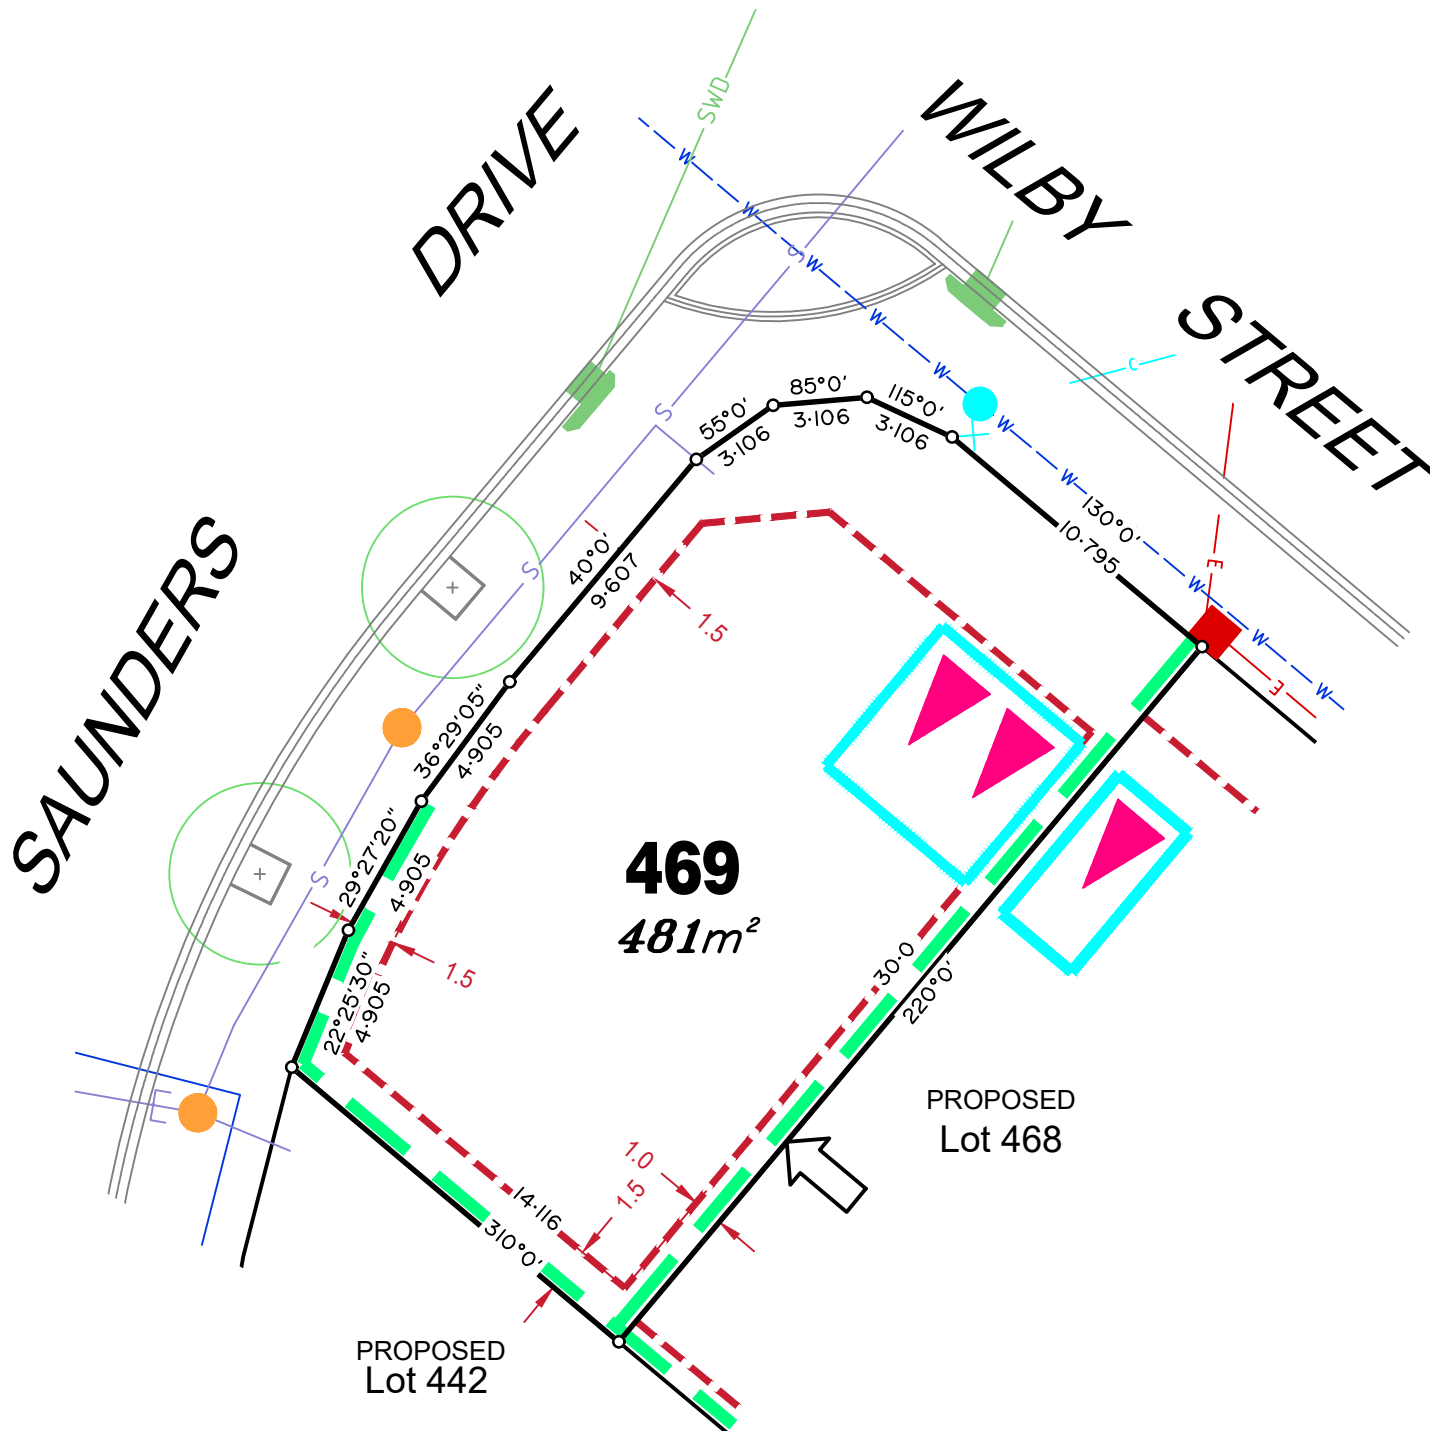 SWD
W
DRIVE
WILBY
W
S
W
STREET
W
C
W
85°0'
115°0'
55°0'
3·106
3·106
3·106
S
W
W
130°0'
10·795
40°0'
9·607
S
E
W
1.5
W
E
W
SAUNDERS
36°29'05"
4·905
29°27'20"
4·905
S
469
481m²
1.5
22°25'30"
4·905
30·0
220°0'
E
PROPOSED
Lot 468
1.0
1.5
14·116
310°0'
PROPOSED
Lot 442